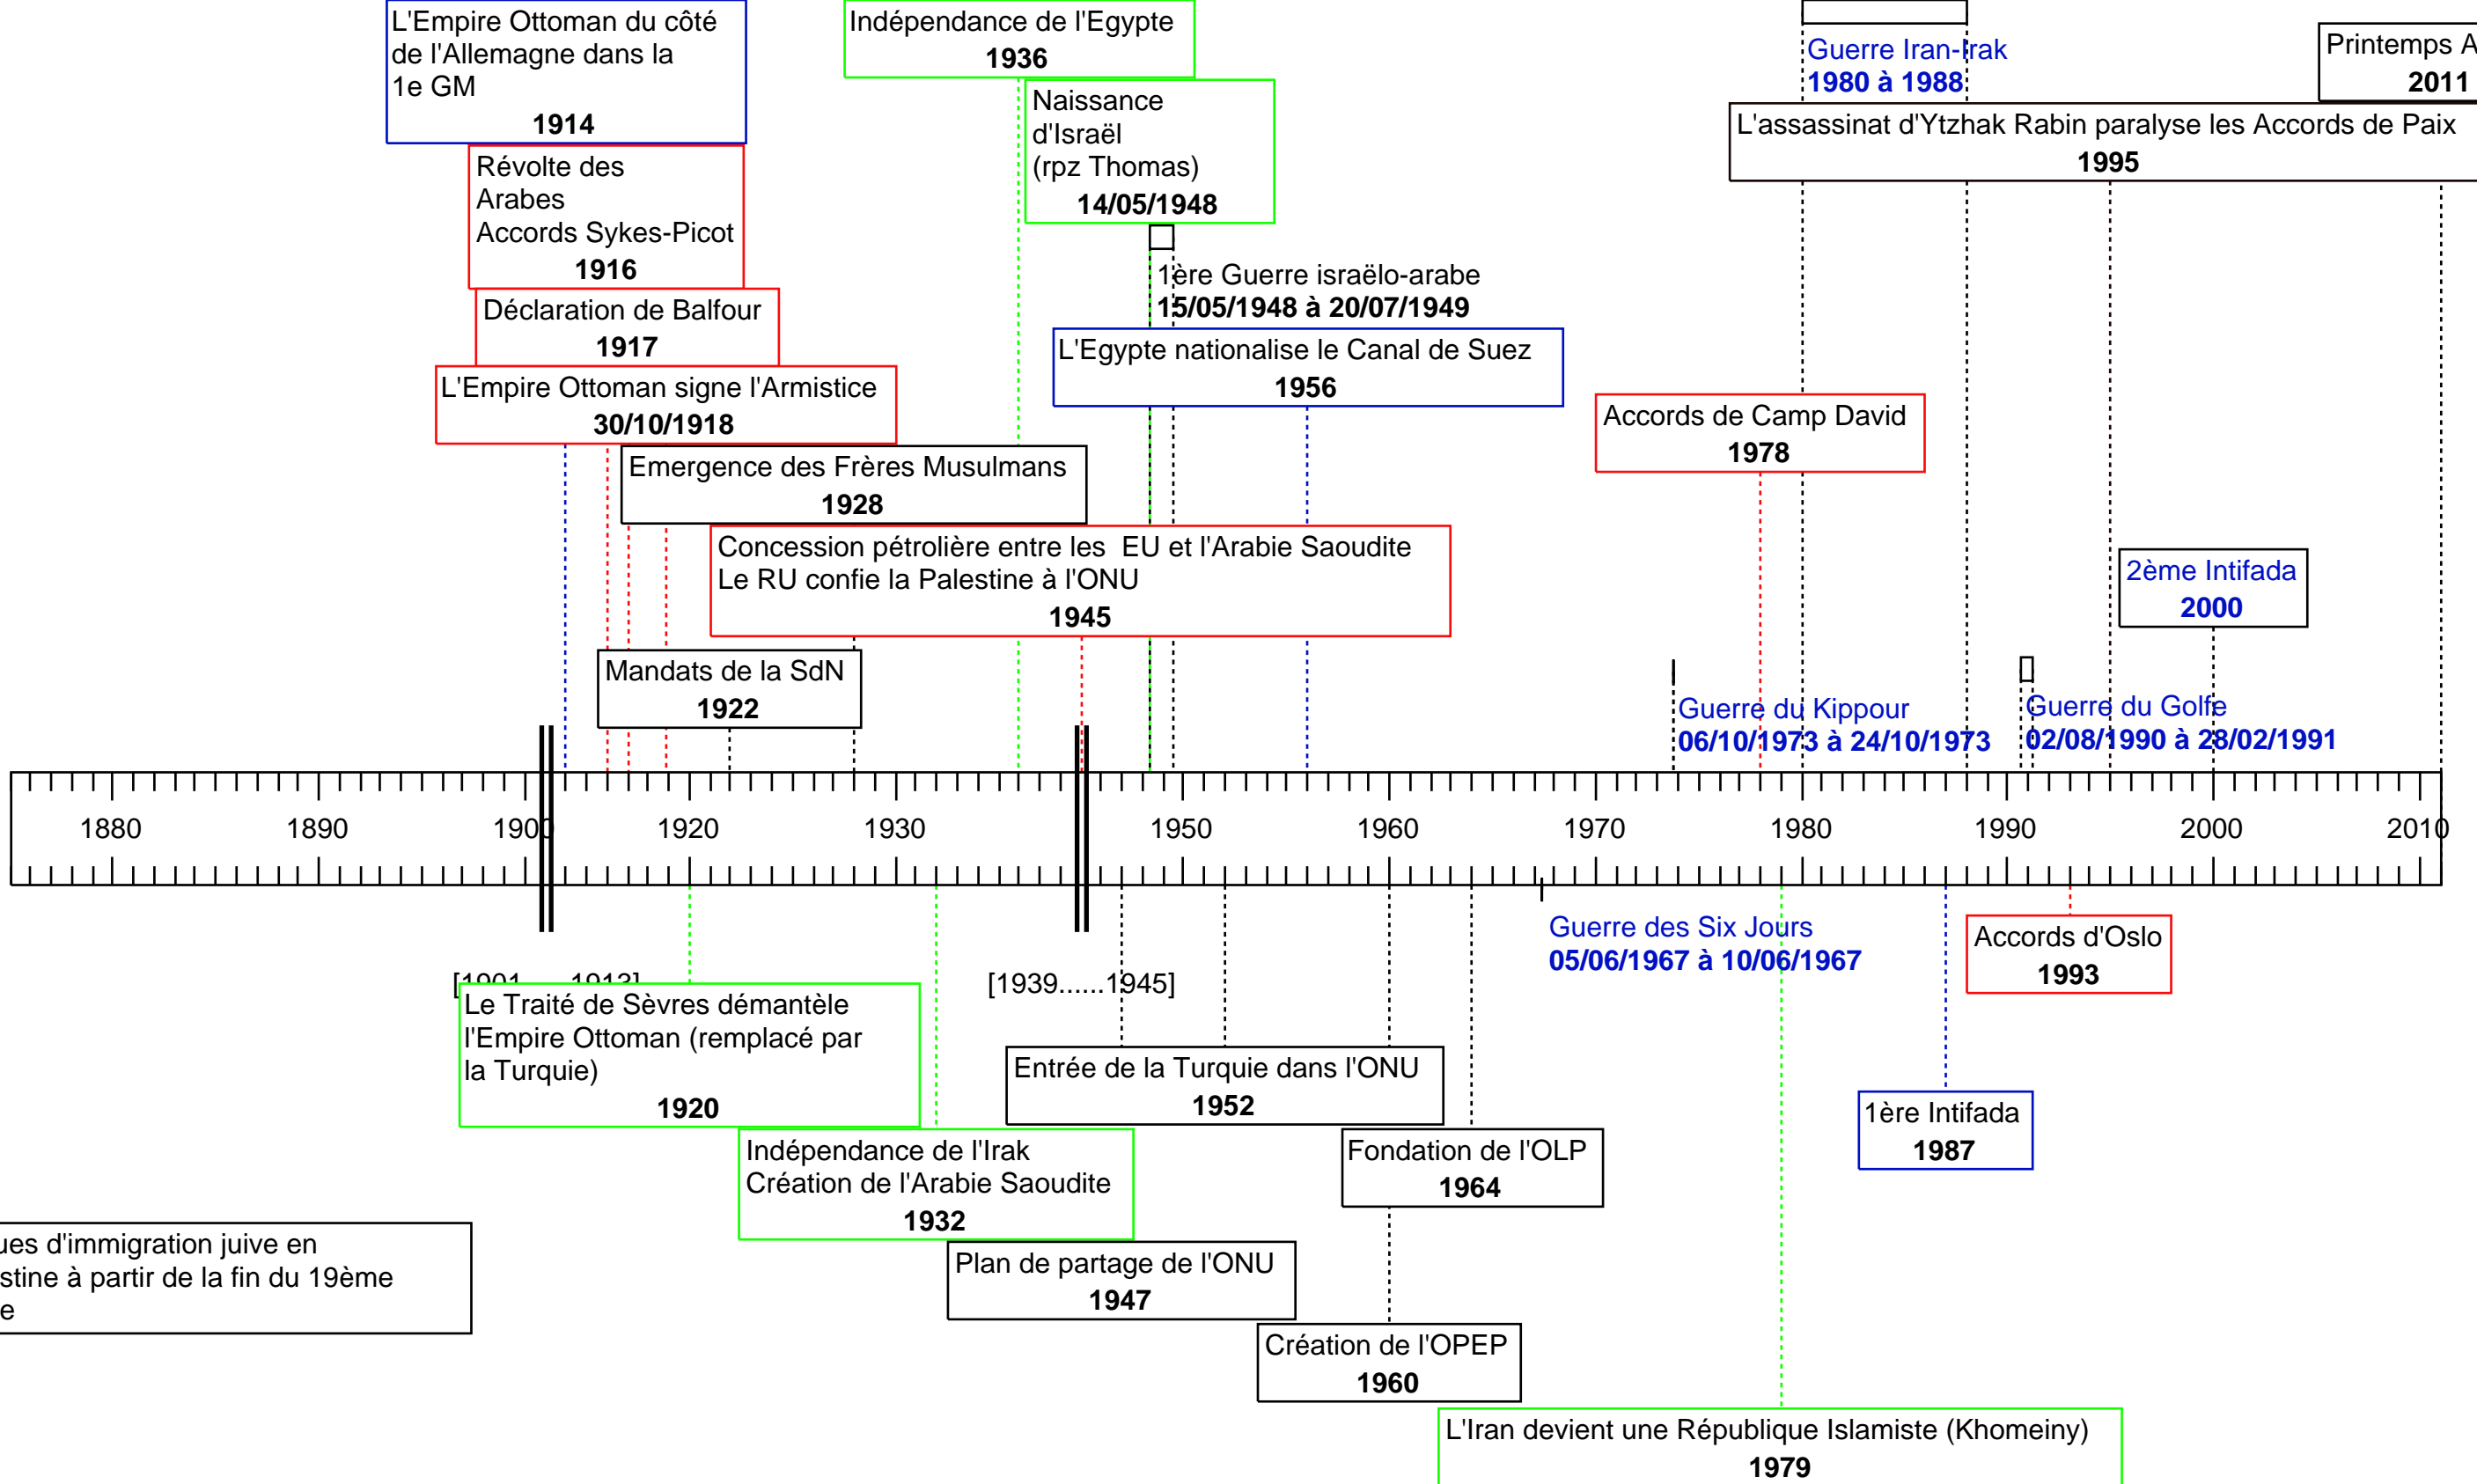 L'Empire Ottoman du côté
de l'Allemagne dans la
1e GM
1914
Indépendance de l'Egypte
1936
Guerre Iran-Irak
1980 à 1988
Printemps A
2011
Naissance
d'Israël
(rpz Thomas)
14/05/1948
L'assassinat d'Ytzhak Rabin paralyse les Accords de Paix
1995
Révolte des
Arabes
Accords Sykes-Picot
1916
1ère Guerre israëlo-arabe
15/05/1948 à 20/07/1949
Déclaration de Balfour
1917
L'Egypte nationalise le Canal de Suez
1956
L'Empire Ottoman signe l'Armistice
30/10/1918
Accords de Camp David
1978
Emergence des Frères Musulmans
1928
Concession pétrolière entre les  EU et l'Arabie Saoudite
Le RU confie la Palestine à l'ONU
1945
2ème Intifada
2000
Mandats de la SdN
1922
Guerre du Kippour
06/10/1973 à 24/10/1973
Guerre du Golfe
02/08/1990 à 28/02/1991
1880 1890 1900 1920 1930 1950 1960 1970 1980 1990 2000 2010
Guerre des Six Jours
05/06/1967 à 10/06/1967
Accords d'Oslo
1993
[1901......1913]
[1939......1945]
Le Traité de Sèvres démantèle
l'Empire Ottoman (remplacé par
la Turquie)
1920
Entrée de la Turquie dans l'ONU
1952
1ère Intifada
1987
Indépendance de l'Irak
Création de l'Arabie Saoudite
1932
Fondation de l'OLP
1964
ues d'immigration juive en
stine à partir de la fin du 19ème
e
Plan de partage de l'ONU
1947
Création de l'OPEP
1960
L'Iran devient une République Islamiste (Khomeiny)
1979